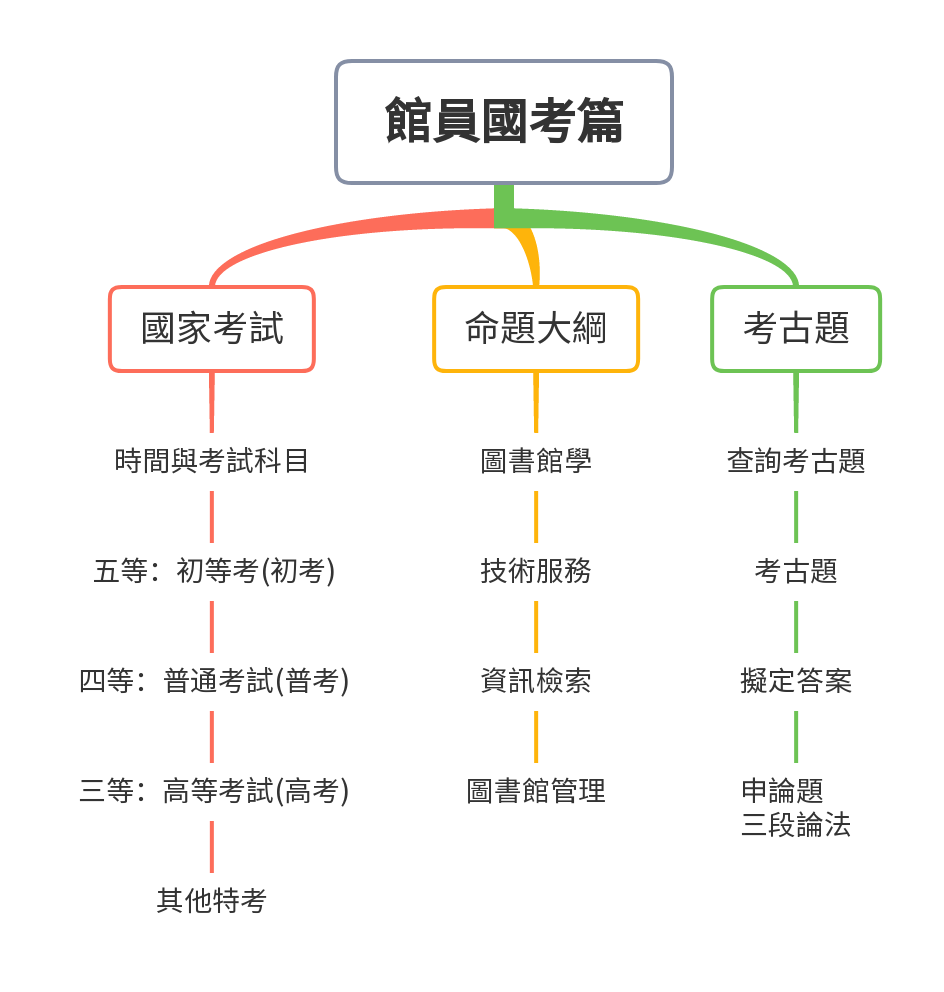 館員國考篇
國家考試
時間與考試科目
五等：初等考(初考)
四等：普通考試(普考)
三等：高等考試(高考)
其他特考
命題大綱
圖書館學
技術服務
資訊檢索
圖書館管理
考古題
查詢考古題
考古題
擬定答案
申論題
三段論法